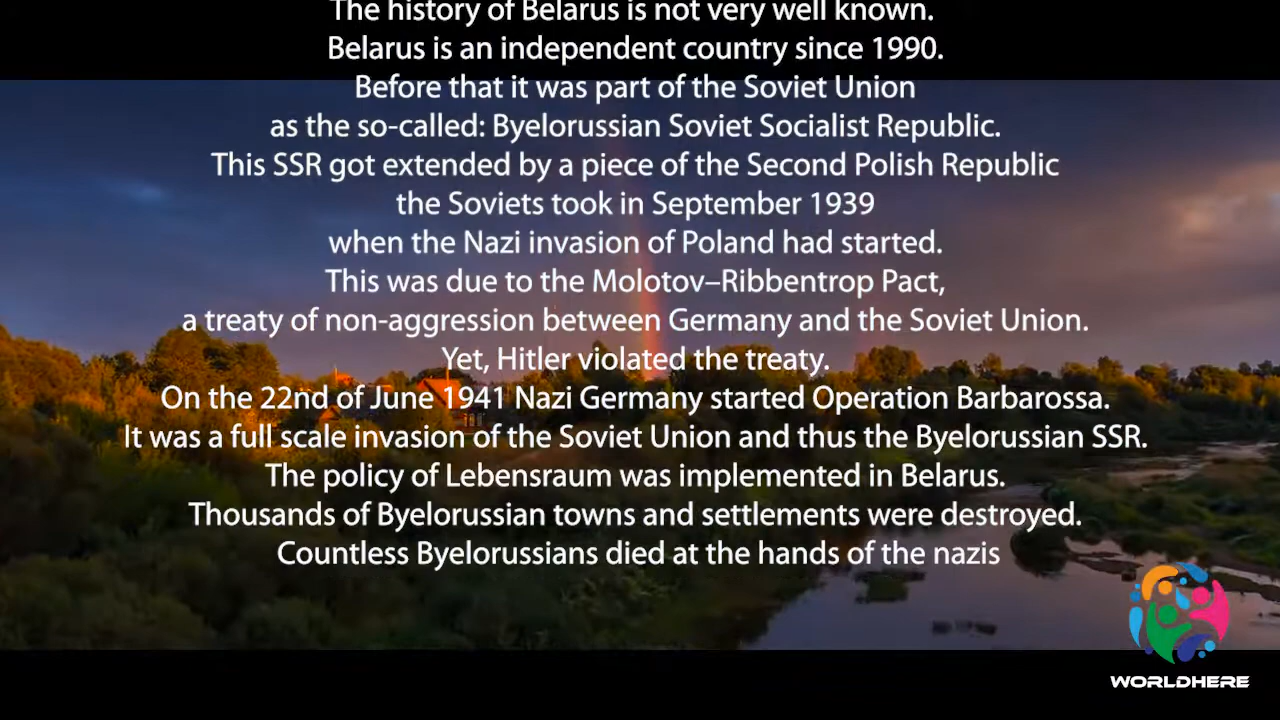 The history of Belarus is not very well known.
Belarus is an independent country since 1990.
Before that it was part of the Soviet Union
as the so-called: Byelorussian Soviet Socialist Republic.
This SSR got extended by a piece of the Second Polish Republic
the Soviets took in September 1939
when the Nazi invasion of Poland had started.
This was due to the Molotov–Ribbentrop Pact,
a treaty of non-aggression between Germany and the Soviet Union.
Yet, Hitler violated the treaty.
On the 22nd of June 1941 Nazi Germany started Operation Barbarossa.
It was a full scale invasion of the Soviet Union and thus the Byelorussian SSR.
The policy of Lebensraum was implemented in Belarus.
Thousands of Byelorussian towns and settlements were destroyed.
Countless Byelorussians died at the hands of the nazis
WORLDHERE